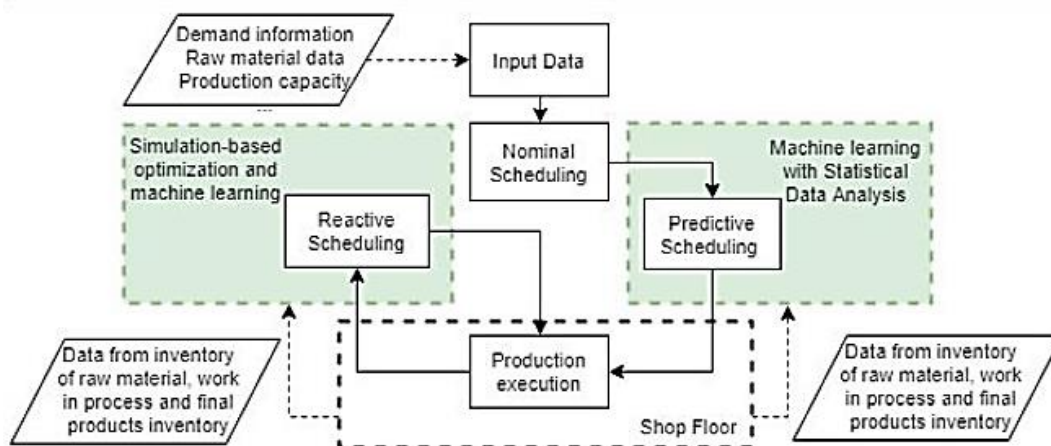 Demand information
Raw material data
Production capacity
...
Input Data
Simulation-based
optimization and
machine learning
Nominal
Scheduling
Machine learning
with Statistical
Data Analysis
Reactive
Scheduling
Predictive
Scheduling
Data from inventory
of raw material, work
in process and final
products inventory
Production
execution
Shop Floor
Data from inventory
of raw material, work
in process and final
products inventory